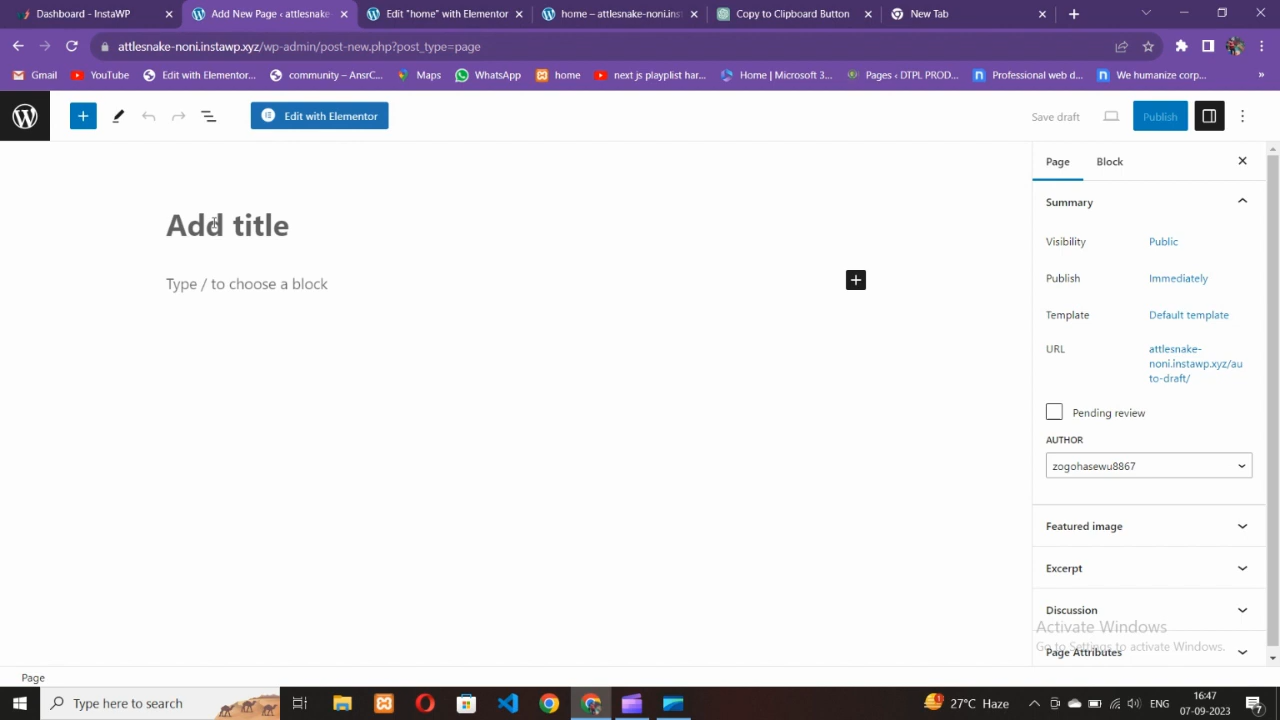 Dashboard - InstaWP
Add New Page ‹ attlesnake-
Edit "home" with Elementor
home – attlesnake-noni.inst
Copy to Clipboard Button
New Tab
attlesnake-noni.instawp.xyz/wp-admin/post-new.php?post_type=page
Gmail
YouTube
Edit with Elementor...
community – AnsrC...
Maps
WhatsApp
home
next js playlist har...
Home | Microsoft 3...
Pages ‹ DTPL PROD...
Professional web d...
We humanize corp...
»
Edit with Elementor
Save draft
Publish
Page
Block
Add title
Type / to choose a block
Summary
Visibility
Public
Publish
Immediately
Template
Default template
URL
attlesnake-
noni.instawp.xyz/au
to-draft/
Pending review
AUTHOR
zogohasewu8867
Featured image
Excerpt
Discussion
Activate Windows
Go to Settings to activate Windows.
Page Attributes
Page
Type here to search
27°C Haze
ENG
16:47
07-09-2023
7